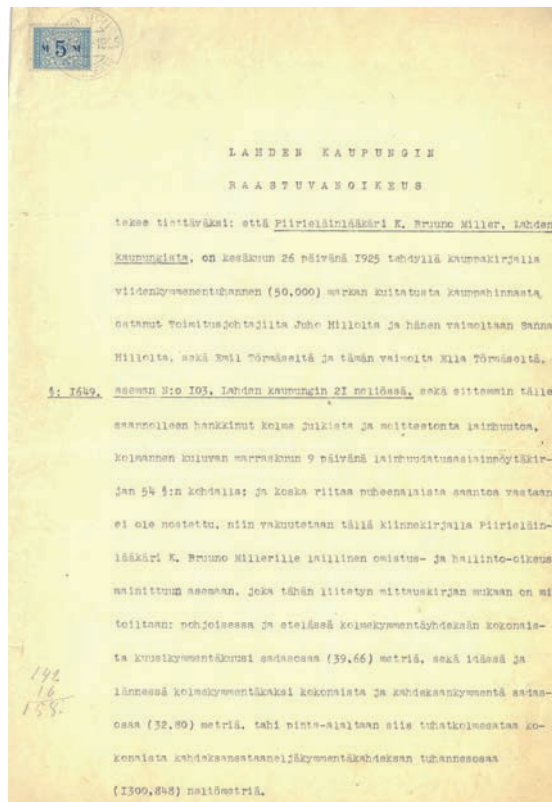 M 5 M
LAHDEN KAUPUNGIN
RAASTUVANOIKEUS
tekee tiettäväksi: että Piirieläinlääkäri K. Bruuno Miller, Lahden
kaupungista, on kesäkuun 26 päivänä 1925 tehdyllä kauppakirjalla
viidenkymmenentuhannen (50,000) markan kuitatusta kauppahinnasta
ostanut Toimitusjohtajilta Juho Hillolta ja hänen vaimoltaan Sanna
Hillolta, sekä Emil Törmäseltä ja tämän vaimolta Ella Törmäseltä,
§: 1649. aseman N:o 103, Lahden kaupungin 21 neliössä, sekä sittemmin tälle
saannolleen hankkinut kolme julkista ja moitteetonta lainhuutoa,
kolmannen kuluvan marraskuun 9 päivänä lainhuudatusasiainpöytäkir-
jan 54 §:n kohdalla; ja koska riitaa puheenalaista saantoa vastaan
ei ole nostettu, niin vakuutetaan tällä kiinnekirjalla Piirieläin-
lääkäri K. Bruuno Millerille laillinen omistus- ja hallinto-oikeus
mainittuun asemaan, joka tähän liitetyn mittauskirjan mukaan on mi
toiltaan: pohjoisessa ja etelässä kolmekymmentäyhdeksän kokonais-
ta kuusikymmentäkuusi sadasosaa (39,66) metriä, sekä idässä ja
lännessä kolmekymmentäkaksi kokonaista ja kahdeksankymmentä sadas-
osaa (32,80) metriä, tahi pinta-alaltaan siis tuhatkolmesataa ko-
konaista kahdeksansataaneljäkymmentäkahdeksan tuhannesosaa
(1300,848) neliömetriä.
142
16
158.